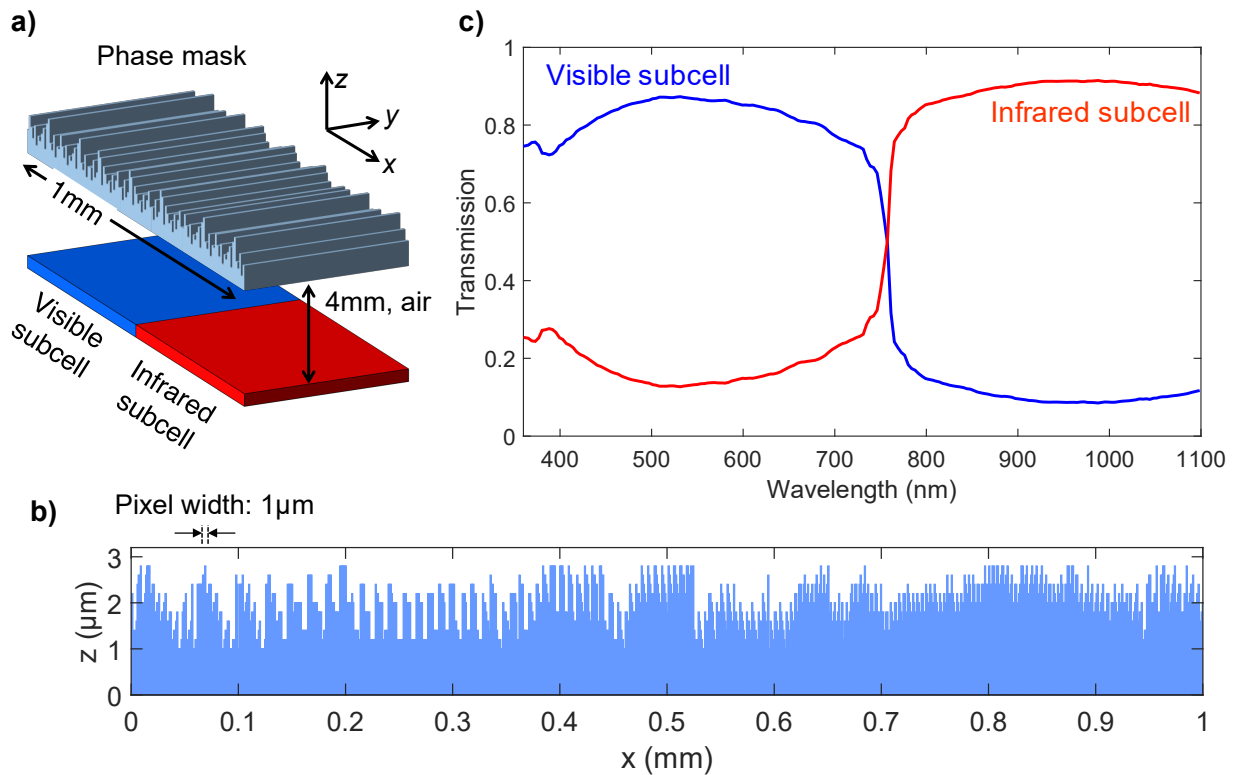 a)
Phase mask
z
y
x
1mm
4mm, air
Visible
subcell
Infrared
subcell
c)
1
0.8
0.6
0.4
0.2
0
Transmission
Visible subcell
Infrared subcell
400 500 600 700 800 900 1000 1100
Wavelength (nm)
b)
Pixel width: 1µm
3
2
1
0
z (µm)
0 0.1 0.2 0.3 0.4 0.5 0.6 0.7 0.8 0.9 1
x (mm)